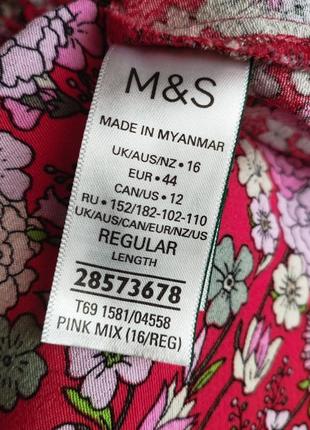 M&S
MADE IN MYANMAR
UK/AUS/NZ • 16
EUR • 44
CAN/US • 12
RU • 152/182-102-110
UK/AUS/CAN/EUR/NZ/US
REGULAR
LENGTH
28573678
T69 1581/04558
PINK MIX (16/REG)